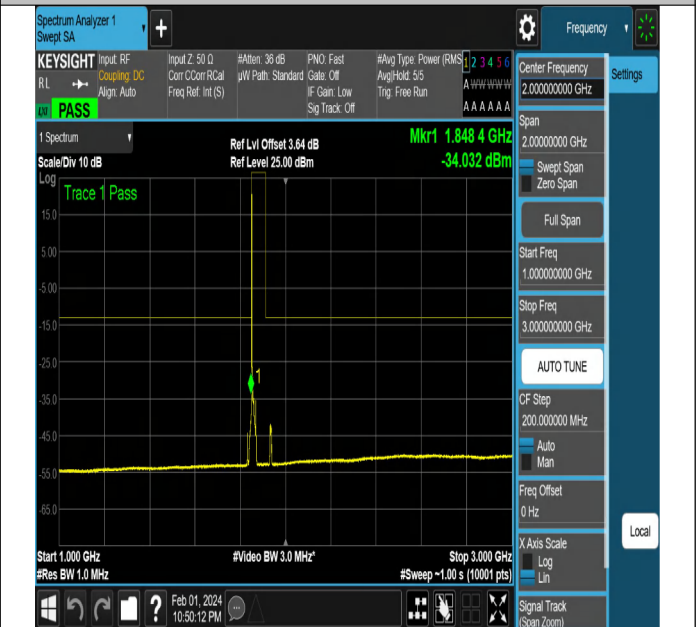 Spectrum Analyzer 1
Swept SA
Frequency
KEYSIGHT
RL
PASS
Input: RF
Coupling: DC
Align: Auto
Input Z: 50 Ω
Corr CCorr RCal
Freq Ref: Int (S)
#Atten: 36 dB
µW Path: Standard
PNO: Fast
Gate: Off
IF Gain: Low
Sig Track: Off
#Avg Type: Power (RMS
Avg|Hold: 5/5
Trig: Free Run
1 2 3 4 5 6
A W W W W W
A A A A A A
1 Spectrum
Scale/Div 10 dB
Ref Lvl Offset 3.64 dB
Ref Level 25.00 dBm
Mkr1 1.848 4 GHz
-34.032 dBm
Log
Trace 1 Pass
15.0
5.00
-5.00
-15.0
-25.0
-35.0
-45.0
-55.0
-65.0
1
Start 1.000 GHz
#Res BW 1.0 MHz
#Video BW 3.0 MHz*
Stop 3.000 GHz
#Sweep ~1.00 s (10001 pts)
Feb 01, 2024
10:50:12 PM
?
Center Frequency
2.000000000 GHz
Settings
Span
2.00000000 GHz
Swept Span
Zero Span
Full Span
Start Freq
1.000000000 GHz
Stop Freq
3.000000000 GHz
AUTO TUNE
CF Step
200.000000 MHz
Auto
Man
Freq Offset
0 Hz
Local
X Axis Scale
Log
Lin
Signal Track
(Span Zoom)